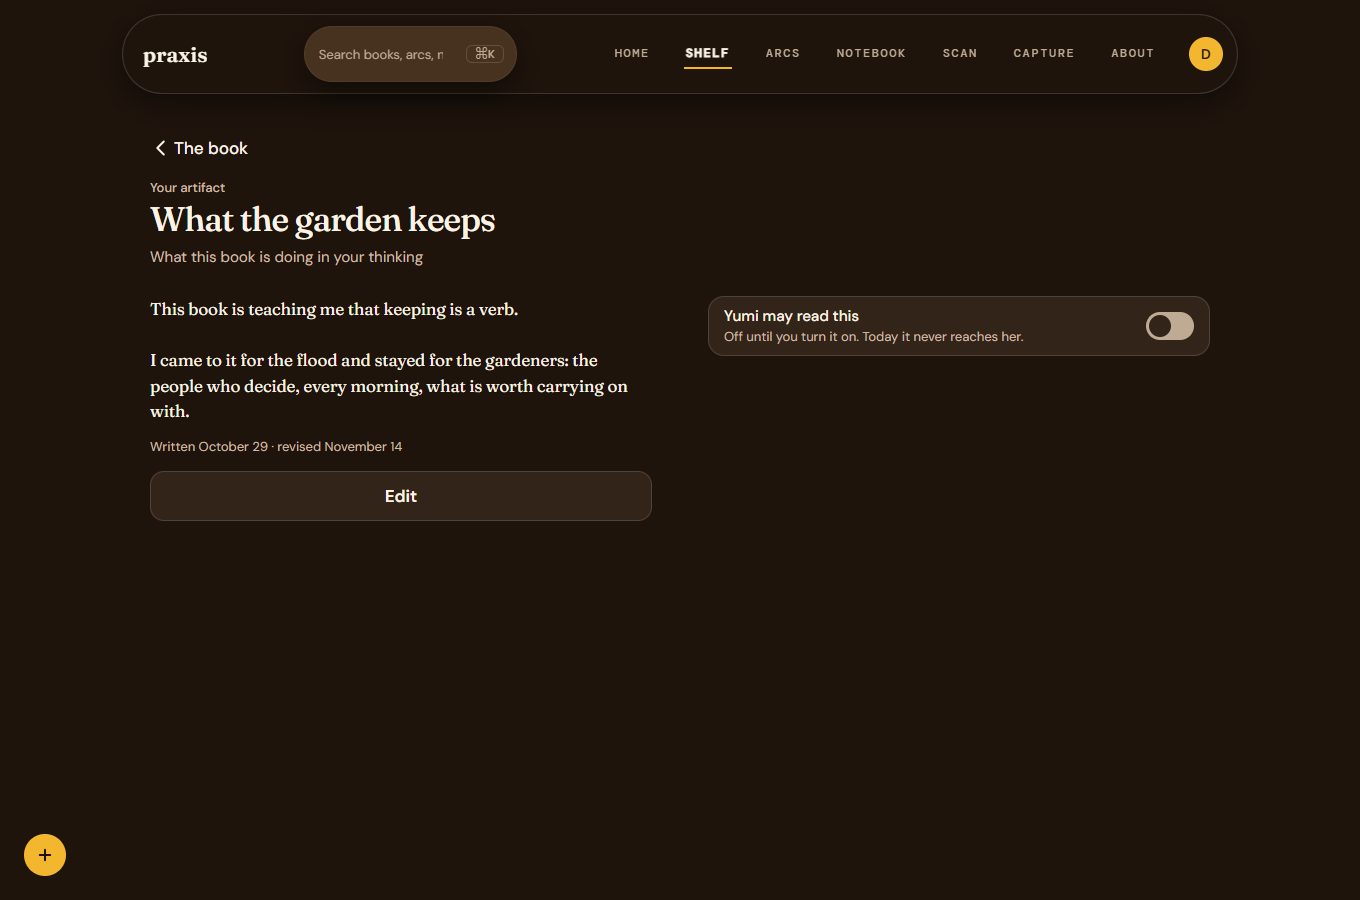 praxis
Search books, arcs, n
⌘K
HOME
SHELF
ARCS
NOTEBOOK
SCAN
CAPTURE
ABOUT
D
The book
Your artifact
What the garden keeps
What this book is doing in your thinking
This book is teaching me that keeping is a verb.
I came to it for the flood and stayed for the gardeners: the
people who decide, every morning, what is worth carrying on
with.
Written October 29 · revised November 14
Edit
Yumi may read this
Off until you turn it on. Today it never reaches her.
+